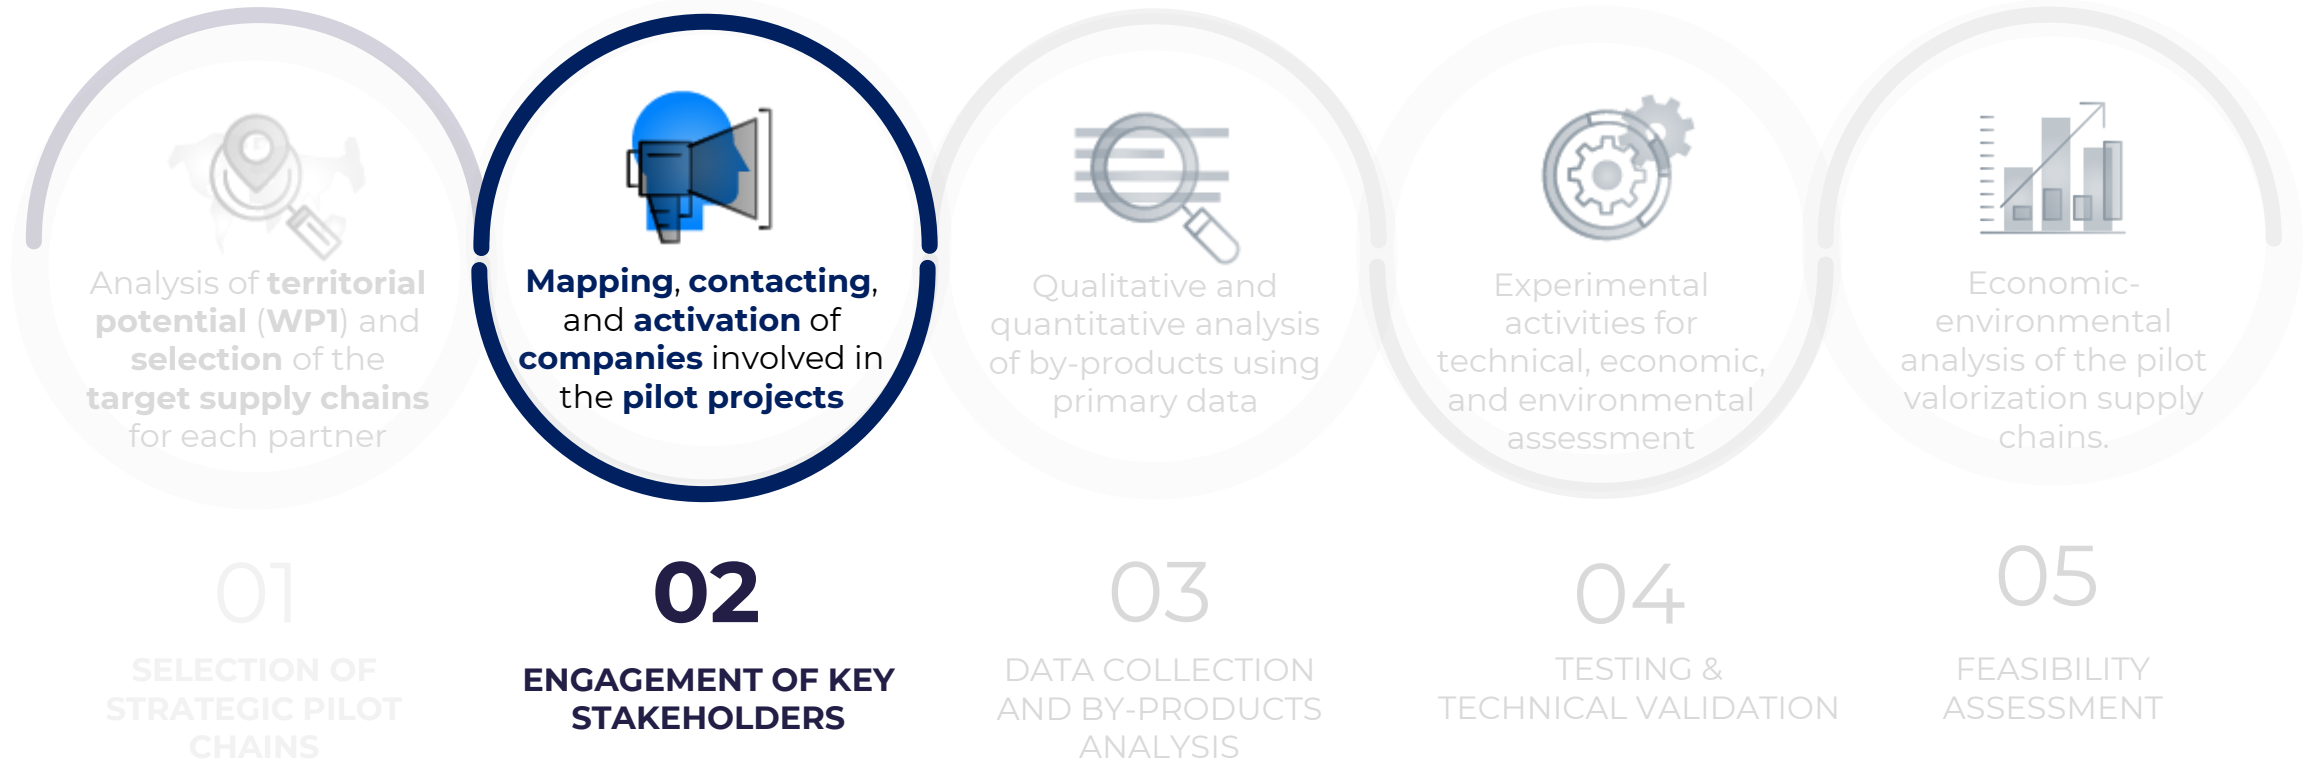 Analysis of territorial
potential (WP1) and
selection of the
target supply chains
for each partner
01
SELECTION OF
STRATEGIC PILOT
CHAINS
Mapping, contacting,
and activation of
companies involved in
the pilot projects
02
ENGAGEMENT OF KEY
STAKEHOLDERS
Qualitative and
quantitative analysis
of by-products using
primary data
03
DATA COLLECTION
AND BY-PRODUCTS
ANALYSIS
Experimental
activities for
technical, economic,
and environmental
assessment
04
TESTING &
TECHNICAL VALIDATION
Economic-
environmental
analysis of the pilot
valorization supply
chains.
05
FEASIBILITY
ASSESSMENT